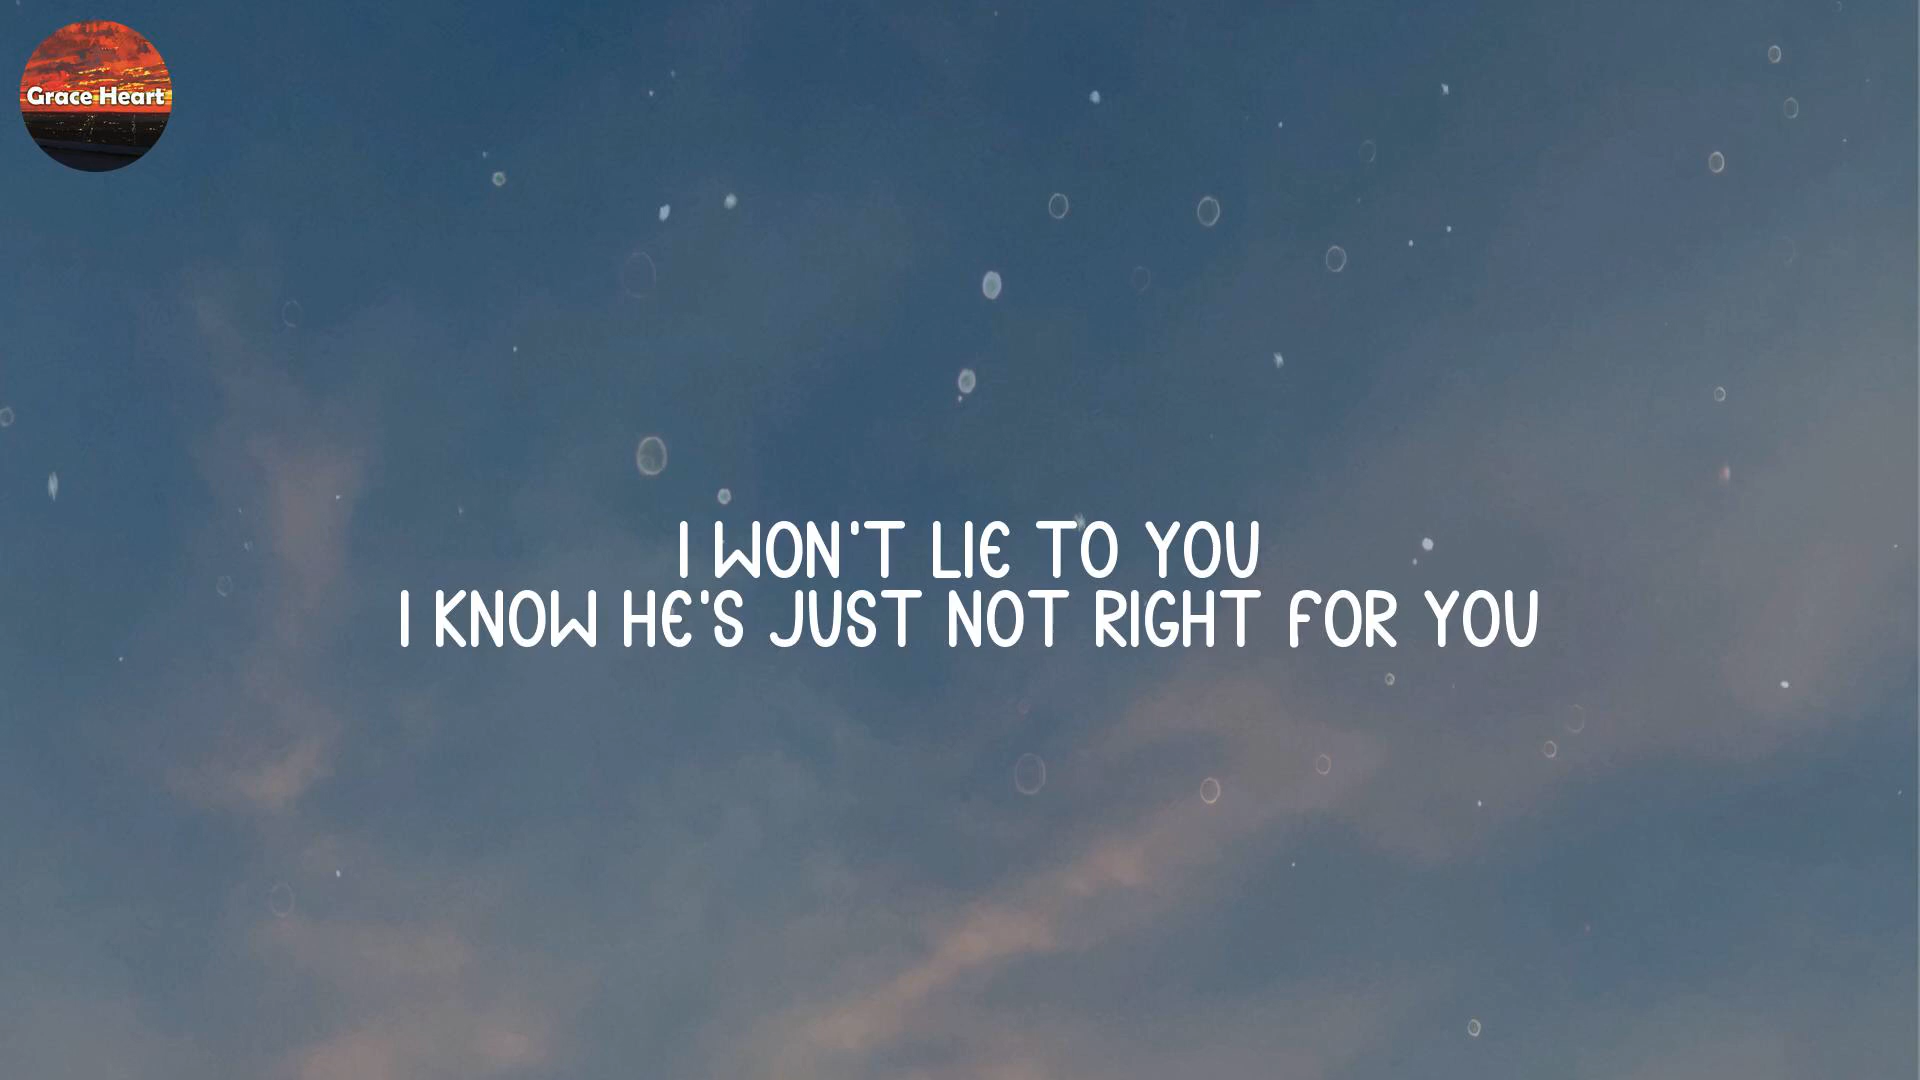 Grace Heart
I WON'T LIE TO YOU
I KNOW HE'S JUST NOT RIGHT FOR YOU